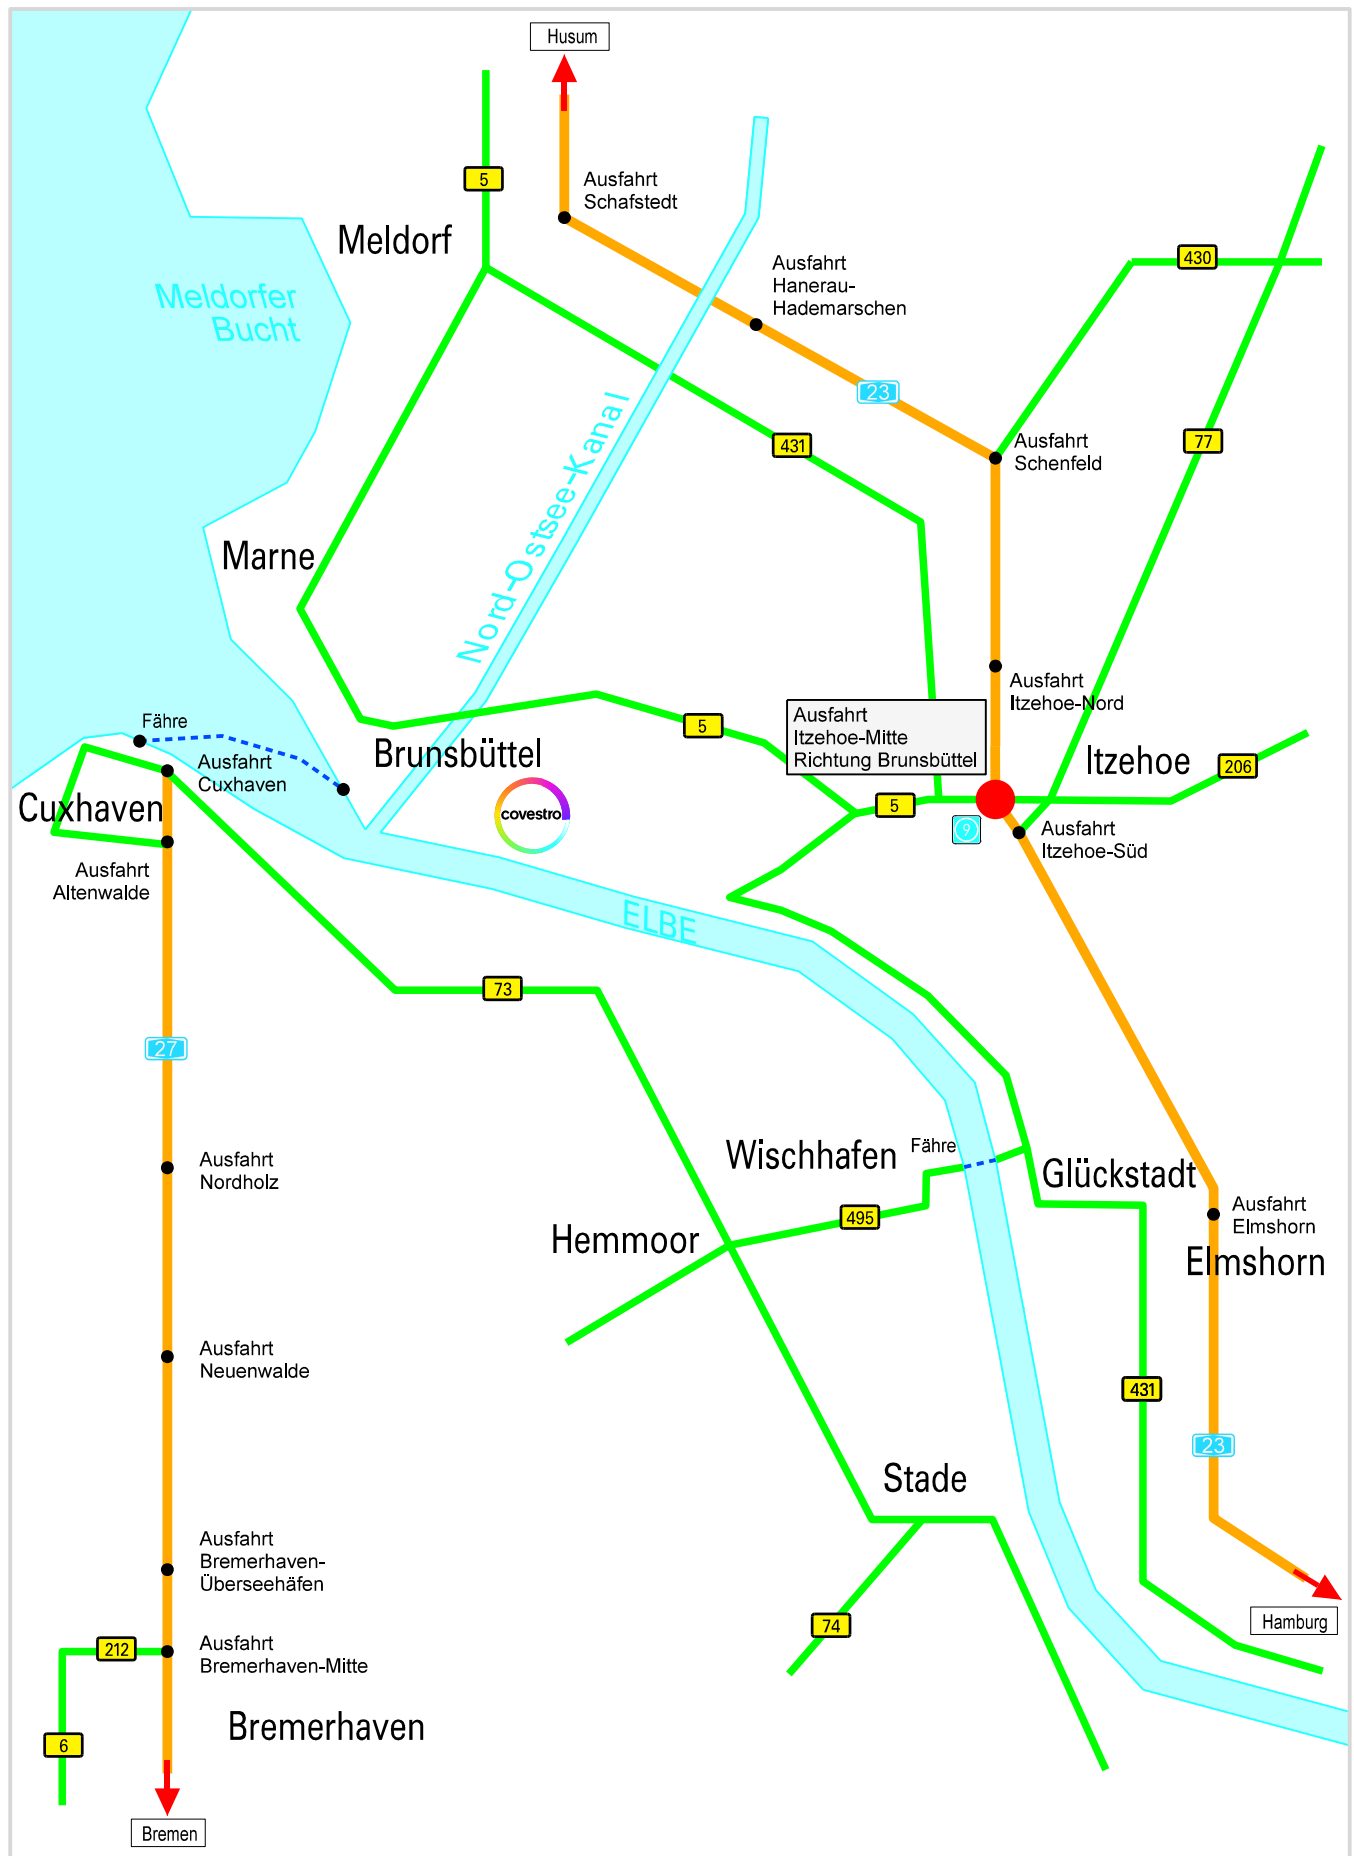 Husum
5
Ausfahrt
Schafstedt
Meldorf
Ausfahrt
Hanerau-
Hademarschen
430
Meldorfer
Bucht
23
431
77
Ausfahrt
Schenfeld
Nord-Ostsee-Kanal
Marne
Ausfahrt
Itzehoe-Nord
Ausfahrt
Itzehoe-Mitte
Richtung Brunsbüttel
Fähre
5
Brunsbüttel
Itzehoe
206
Ausfahrt
Cuxhaven
Cuxhaven
covestro
5
9
Ausfahrt
Itzehoe-Süd
Ausfahrt
Altenwalde
ELBE
73
27
Wischhafen
Fähre
Ausfahrt
Nordholz
Glückstadt
495
Ausfahrt
Elmshorn
Hemmoor
Elmshorn
Ausfahrt
Neuenwalde
431
23
Stade
Ausfahrt
Bremerhaven-
Überseehäfen
Hamburg
74
212
Ausfahrt
Bremerhaven-Mitte
Bremerhaven
6
Bremen